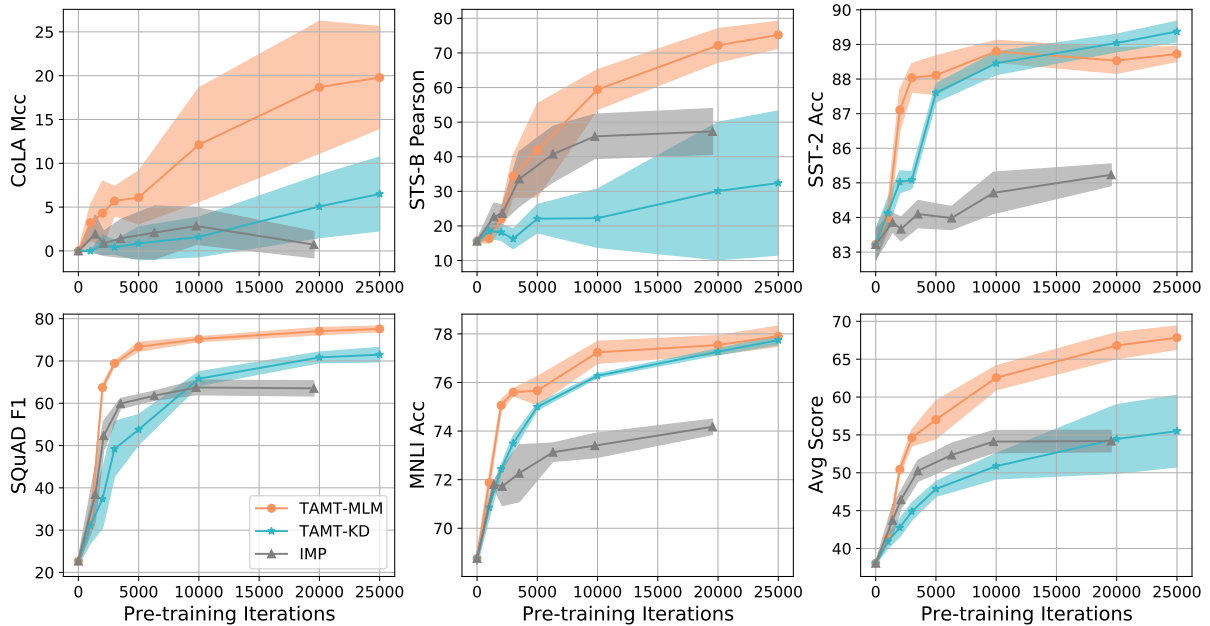 CoLA Mcc
25
20
15
10
5
0
0 5000 10000 15000 20000 25000
STS-B Pearson
80
70
60
50
40
30
20
10
0 5000 10000 15000 20000 25000
SST-2 Acc
90
89
88
87
86
85
84
83
0 5000 10000 15000 20000 25000
SQuAD F1
80
70
60
50
40
30
20
TAMT-MLM
TAMT-KD
IMP
0 5000 10000 15000 20000 25000
Pre-training Iterations
MNLI Acc
78
76
74
72
70
0 5000 10000 15000 20000 25000
Pre-training Iterations
Avg Score
70
65
60
55
50
45
40
0 5000 10000 15000 20000 25000
Pre-training Iterations